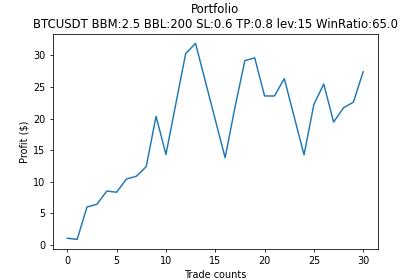 Portfolio
BTCUSDT BBM:2.5 BBL:200 SL:0.6 TP:0.8 lev:15 WinRatio:65.0
Profit ($)
30
25
20
15
10
5
0
0 5 10 15 20 25 30
Trade counts